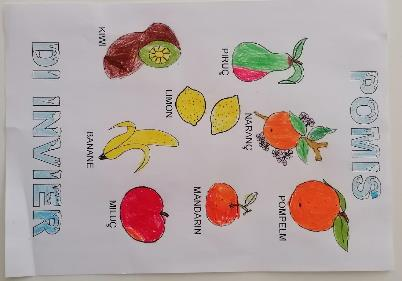 POMIS
PIRUÇ
NARANÇ
POMPELM
LIMON
MANDARIN
KIWI
BANANE
MILUÇ
DI INVIER